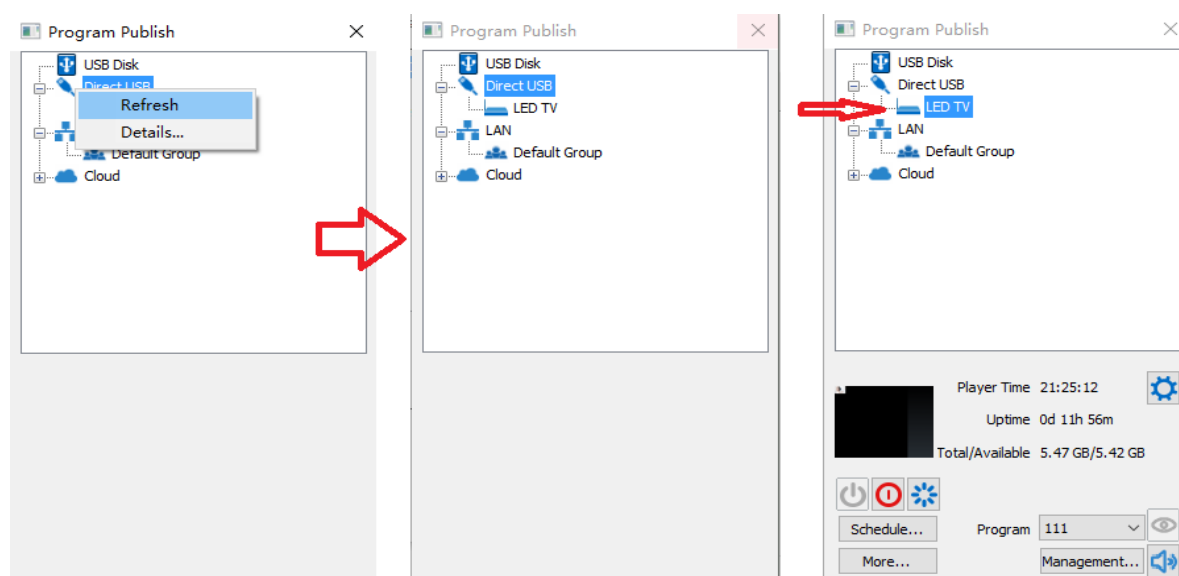 Program Publish
USB Disk
Direct USB
Refresh
Details...
Default Group
Cloud
Program Publish
USB Disk
Direct USB
LED TV
LAN
Default Group
Cloud
Program Publish
USB Disk
Direct USB
LED TV
LAN
Default Group
Cloud
Player Time 21:25:12
Uptime 0d 11h 56m
Total/Available 5.47 GB/5.42 GB
Schedule... Program 111
More... Management...